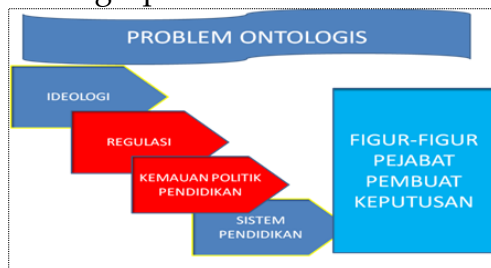 PROBLEM ONTOLOGIS
IDEOLOGI
REGULASI
KEMAUAN POLITIK
PENDIDIKAN
SISTEM
PENDIDIKAN
FIGUR-FIGUR
PEJABAT
PEMBUAT
KEPUTUSAN